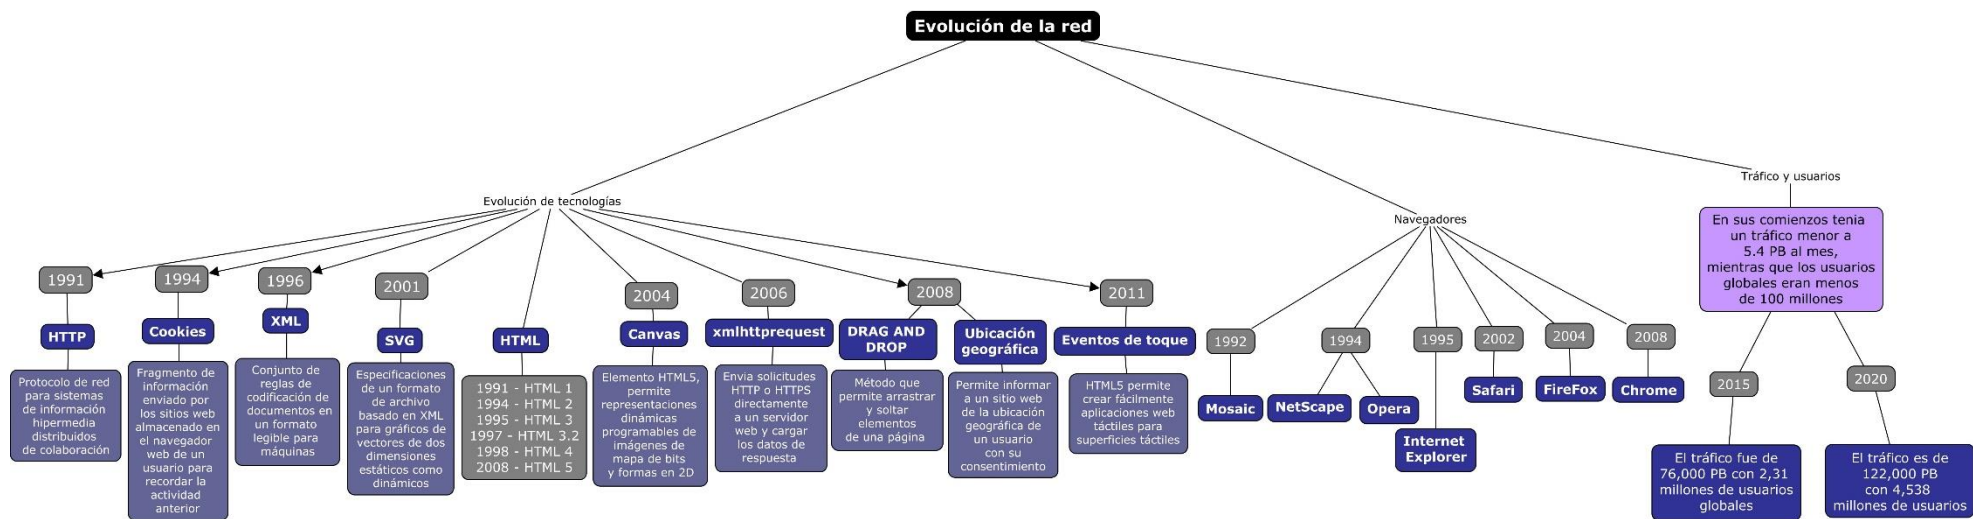 Evolución de la red
Evolución de tecnologías
1991
HTTP
Protocolo de red
para sistemas
de información
hipermedia
distribuidos
de colaboración
1994
Cookies
Fragmento de
información
enviado por
los sitios web
almacenado en
el navegador
web de un
usuario para
recordar la
actividad
anterior
1996
XML
Conjunto de
reglas de
codificación de
documentos en
un formato
legible para
máquinas
2001
SVG
Especificaciones
de un formato
de archivo
basado en XML
para gráficos de
vectores de dos
dimensiones
estáticos como
dinámicos
HTML
1991 - HTML 1
1994 - HTML 2
1995 - HTML 3
1997 - HTML 3.2
1998 - HTML 4
2008 - HTML 5
2004
Canvas
Elemento HTML5,
permite
representaciones
dinámicas
programables de
imágenes de
mapa de bits
y formas en 2D
2006
xmlhttprequest
Envia solicitudes
HTTP o HTTPS
directamente
a un servidor
web y cargar
los datos de
respuesta
2008
DRAG AND
DROP
Método que
permite arrastrar
y soltar
elementos
de una página
Ubicación
geográfica
Permite informar
a un sitio web
de la ubicación
geográfica de
un usuario
con su
consentimiento
2011
Eventos de toque
HTML5 permite
crear fácilmente
aplicaciones web
táctiles para
superficies táctiles
Navegadores
1992
Mosaic
1994
NetScape
Opera
1995
Internet
Explorer
2002
Safari
2004
FireFox
2008
Chrome
Tráfico y usuarios
En sus comienzos tenia
un tráfico menor a
5.4 PB al mes,
mientras que los usuarios
globales eran menos
de 100 millones
2015
El tráfico fue de
76,000 PB con 2,31
millones de usuarios
globales
2020
El tráfico es de
122,000 PB
con 4,538
millones de usuarios